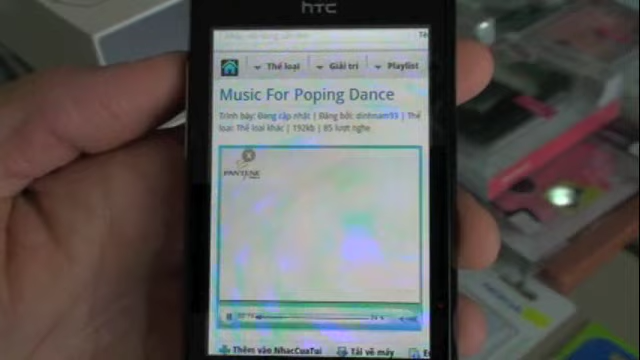 hTC
Thể loại Giải trí Playlist
Music For Poping Dance
Trình bày: Đang cập nhật | Đăng bởi: dinhnam93 | Thể
loại: Thể loại khác | 192kb | 85 lượt nghe
PANTENE
Thêm vào NhacCuaTui Tải về máy